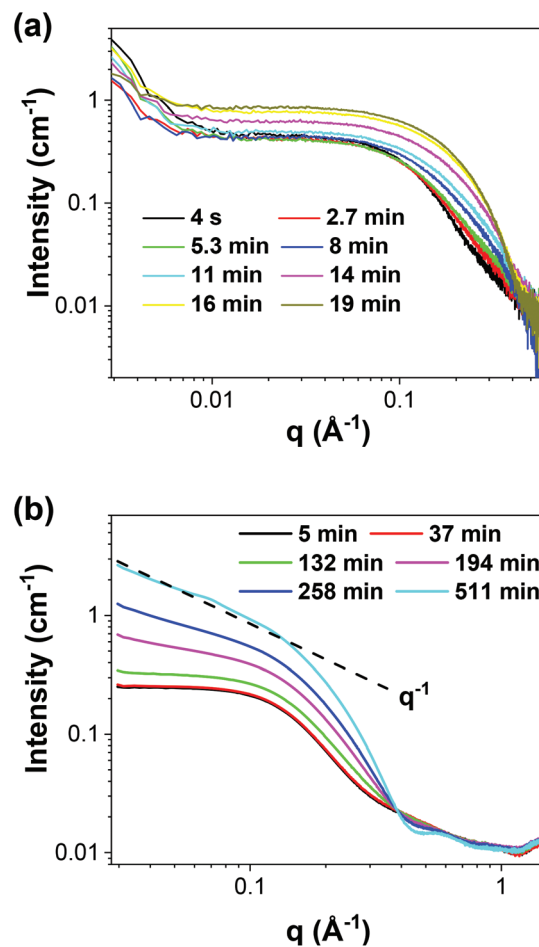 (a)
Intensity (cm⁻¹)
1
0.1
0.01
4 s 2.7 min
5.3 min 8 min
11 min 14 min
16 min 19 min
0.01 0.1
q (Å⁻¹)
(b)
Intensity (cm⁻¹)
5 min 37 min
132 min 194 min
258 min 511 min
1
0.1
0.01
q⁻¹
0.1 1
q (Å⁻¹)